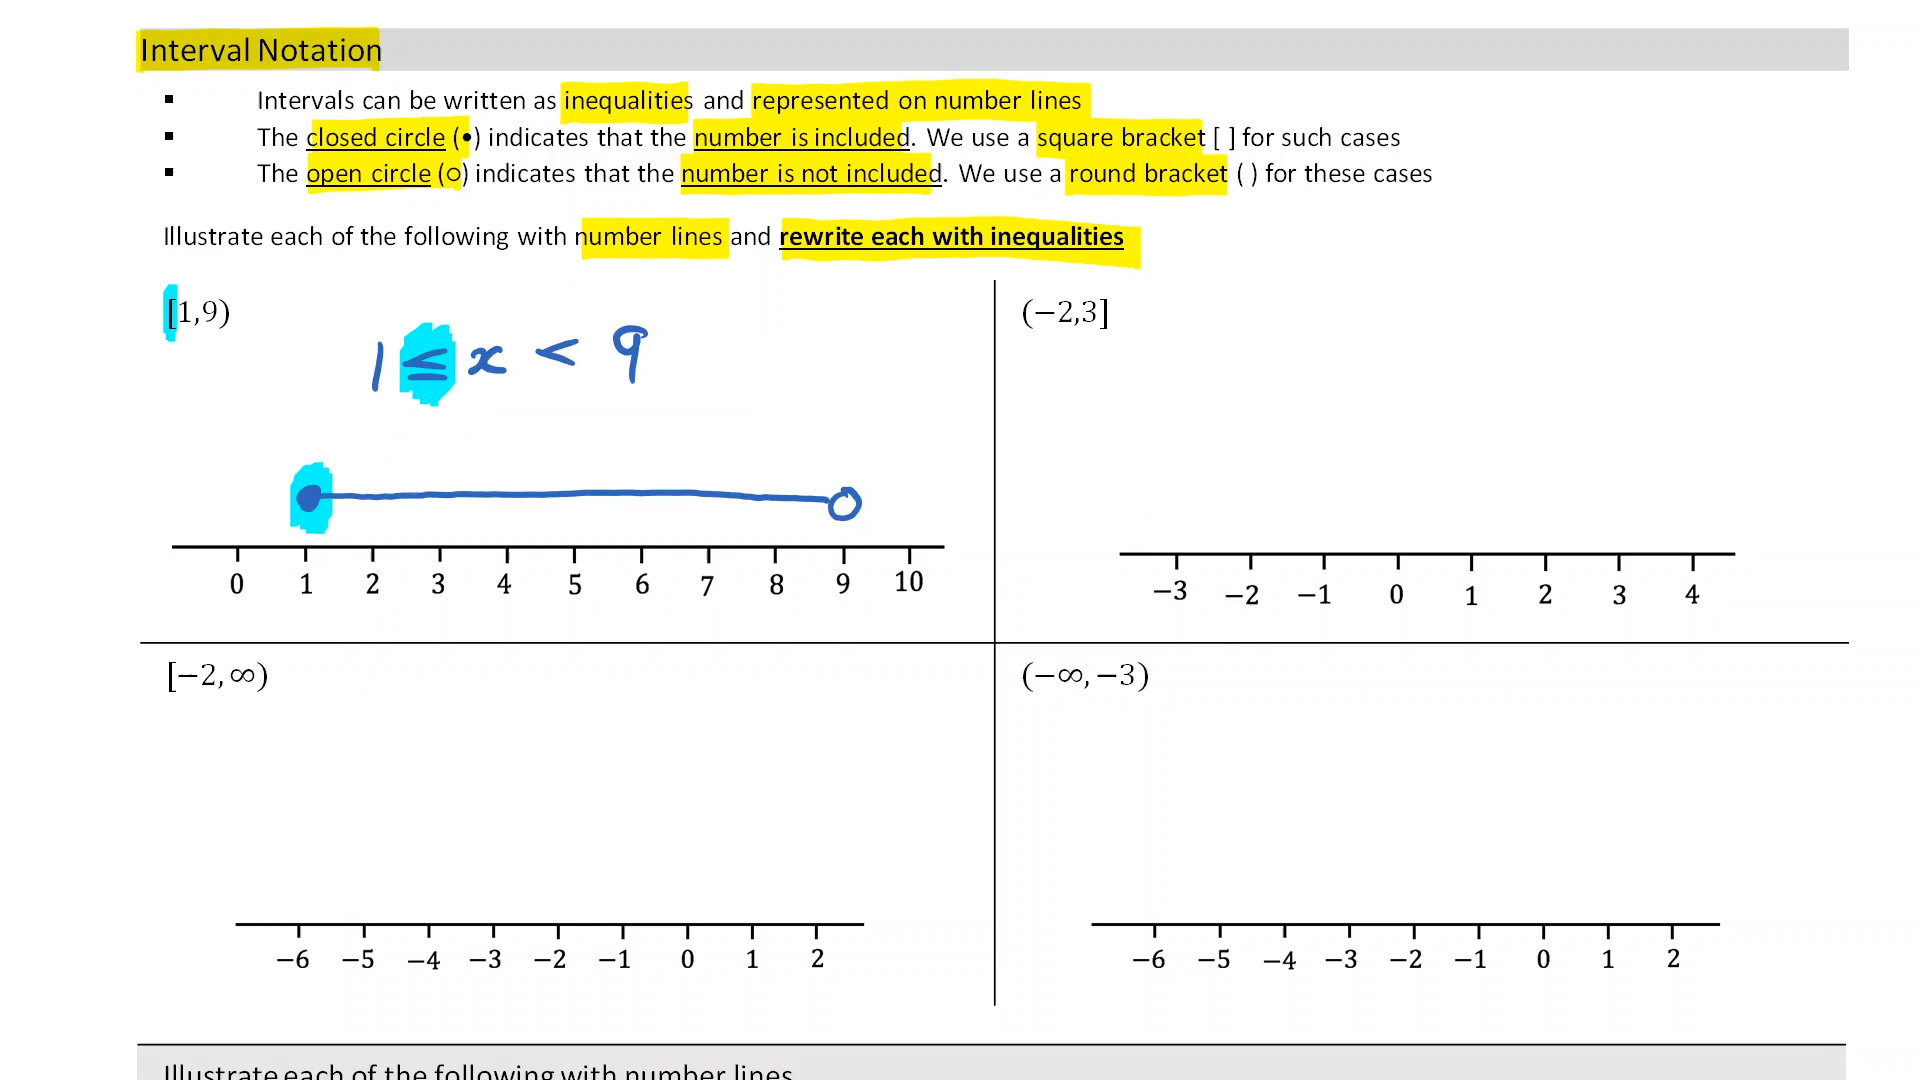 Interval Notation
▪ Intervals can be written as inequalities and represented on number lines
▪ The closed circle (•) indicates that the number is included. We use a square bracket [ ] for such cases
▪ The open circle (○) indicates that the number is not included. We use a round bracket ( ) for these cases
Illustrate each of the following with number lines and rewrite each with inequalities
[1,9)
1 ≤ x < 9
0 1 2 3 4 5 6 7 8 9 10
(−2,3]
−3 −2 −1 0 1 2 3 4
[−2, ∞)
−6 −5 −4 −3 −2 −1 0 1 2
(−∞, −3)
−6 −5 −4 −3 −2 −1 0 1 2
Illustrate each of the following with number lines